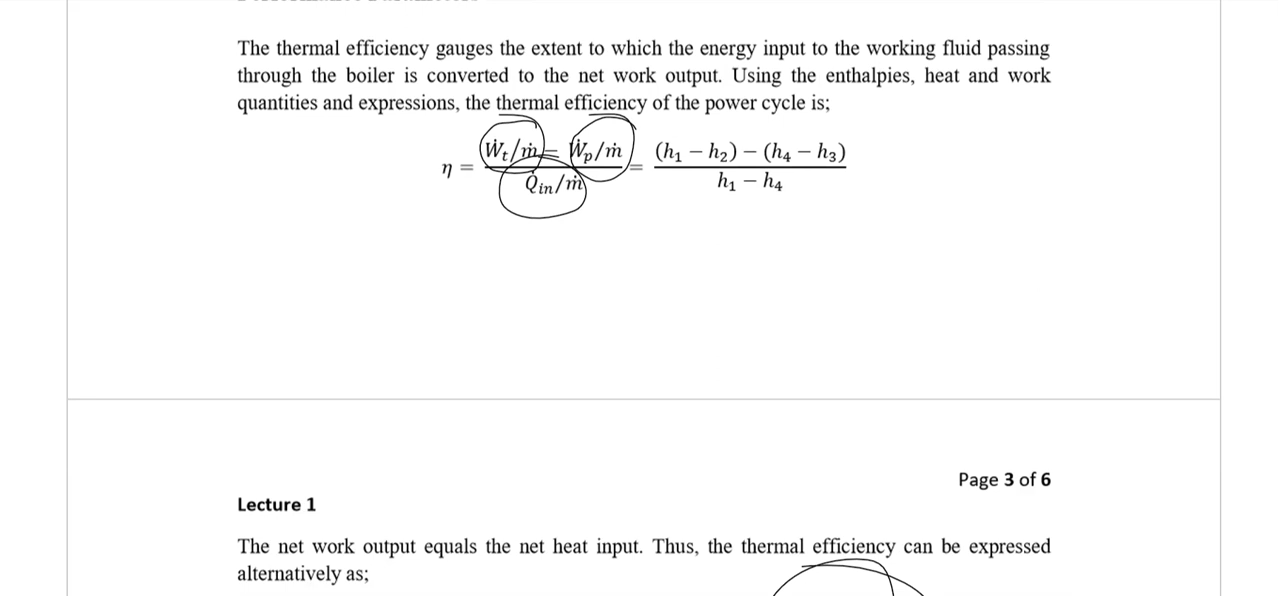 The thermal efficiency gauges the extent to which the energy input to the working fluid passing
through the boiler is converted to the net work output. Using the enthalpies, heat and work
quantities and expressions, the thermal efficiency of the power cycle is;
η = (Ẇt/ṁ = Ẇp/ṁ) / (Q̇in/ṁ) = ((h₁ − h₂) − (h₄ − h₃)) / (h₁ − h₄)
Page 3 of 6
Lecture 1
The net work output equals the net heat input. Thus, the thermal efficiency can be expressed
alternatively as;